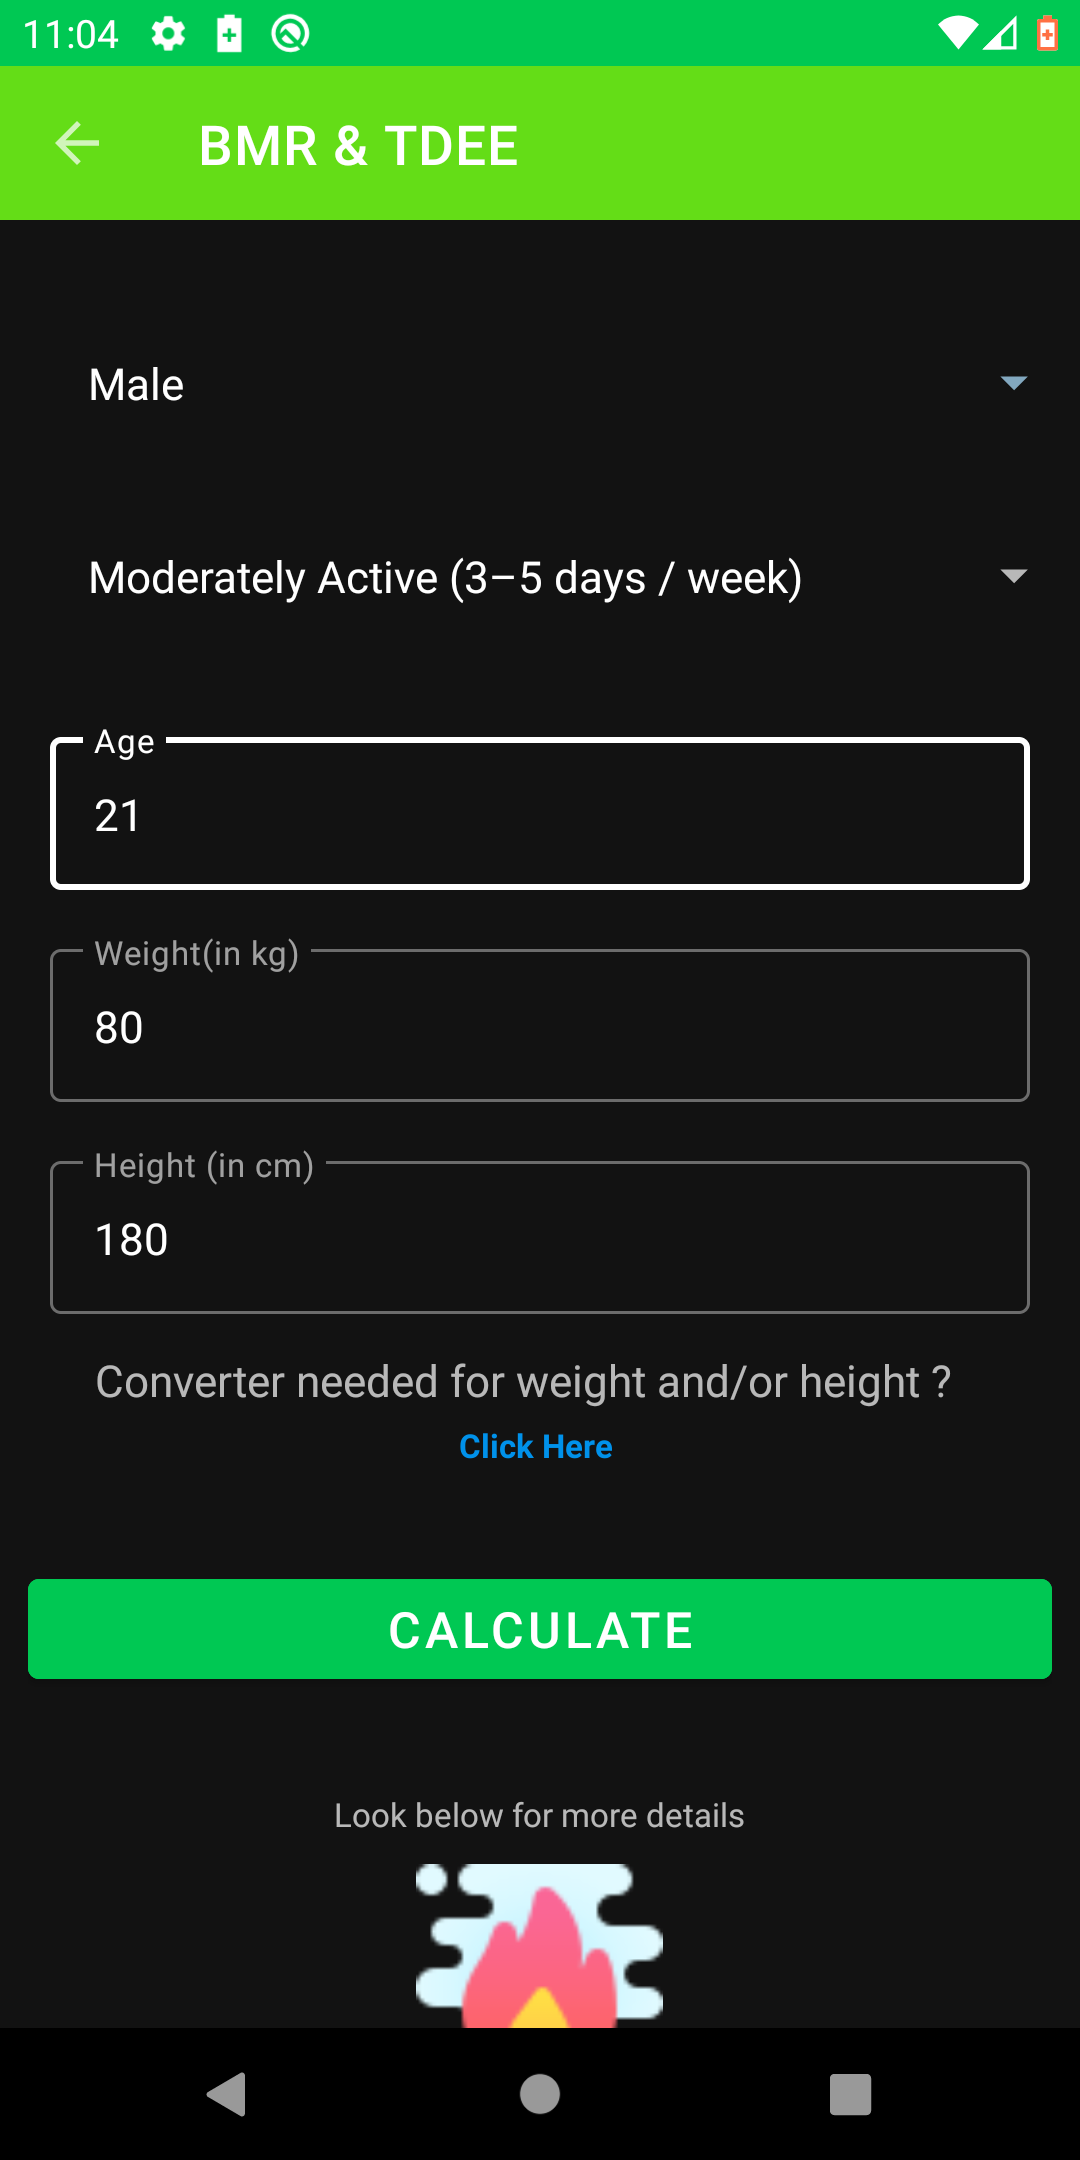 11:04
BMR & TDEE
Male
Moderately Active (3–5 days / week)
Age
21
Weight(in kg)
80
Height (in cm)
180
Converter needed for weight and/or height ?
Click Here
CALCULATE
Look below for more details